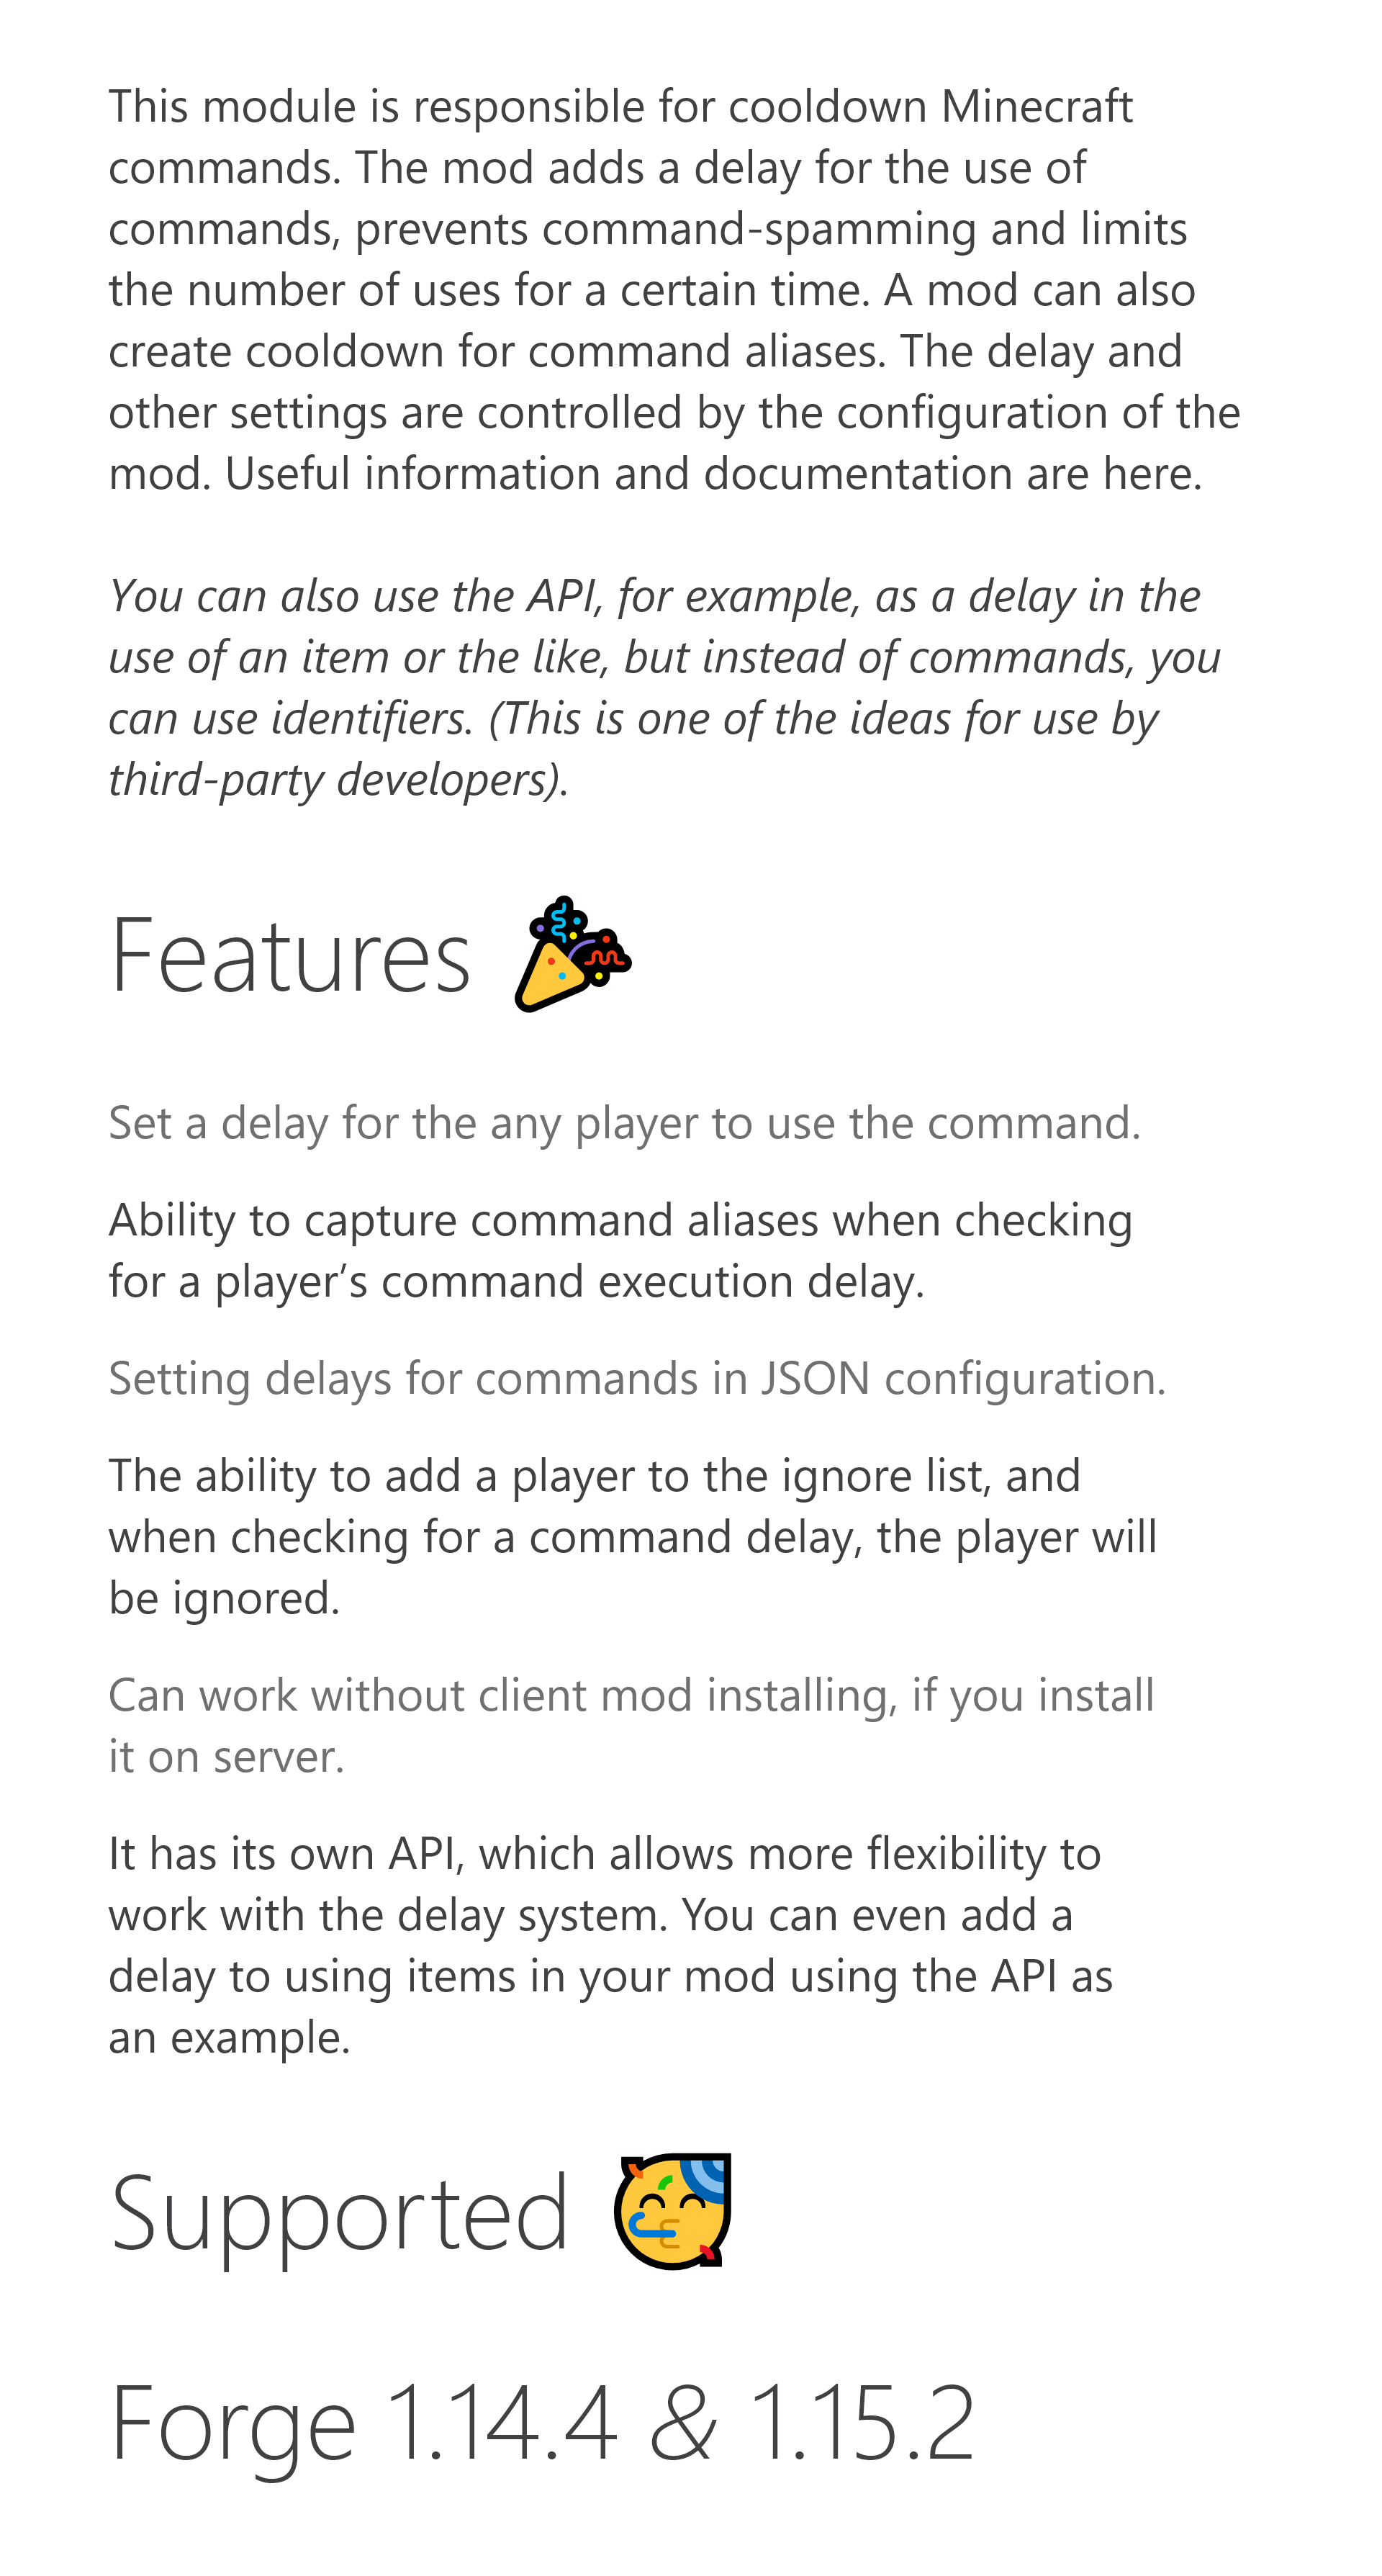 This module is responsible for cooldown Minecraft
commands. The mod adds a delay for the use of
commands, prevents command-spamming and limits
the number of uses for a certain time. A mod can also
create cooldown for command aliases. The delay and
other settings are controlled by the configuration of the
mod. Useful information and documentation are here.
You can also use the API, for example, as a delay in the
use of an item or the like, but instead of commands, you
can use identifiers. (This is one of the ideas for use by
third-party developers).
Features
Set a delay for the any player to use the command.
Ability to capture command aliases when checking
for a player’s command execution delay.
Setting delays for commands in JSON configuration.
The ability to add a player to the ignore list, and
when checking for a command delay, the player will
be ignored.
Can work without client mod installing, if you install
it on server.
It has its own API, which allows more flexibility to
work with the delay system. You can even add a
delay to using items in your mod using the API as
an example.
Supported
Forge 1.14.4 & 1.15.2